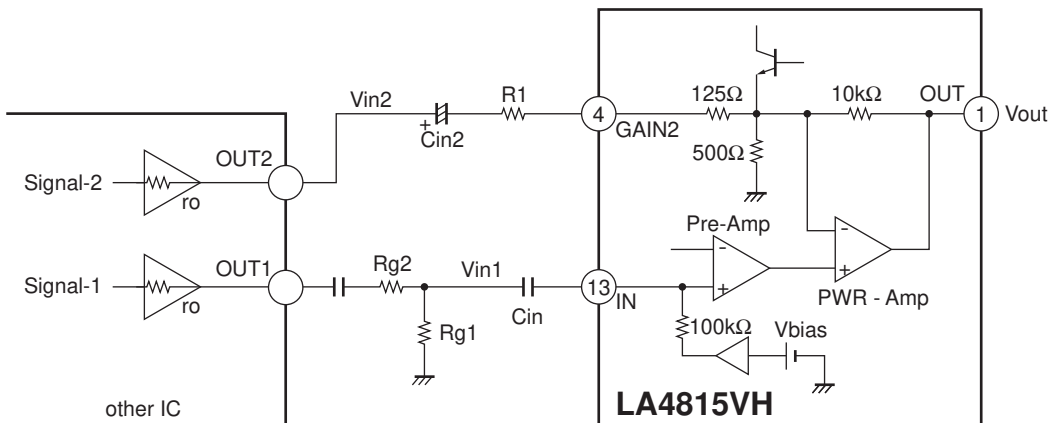 Signal-2
ro
OUT2
Vin2
+
Cin2
R1
4
GAIN2
125Ω
500Ω
10kΩ
OUT
1
Vout
Signal-1
ro
OUT1
Rg2
Rg1
Vin1
Cin
13
IN
Pre-Amp
-
+
100kΩ
Vbias
-
+
PWR - Amp
other IC
LA4815VH